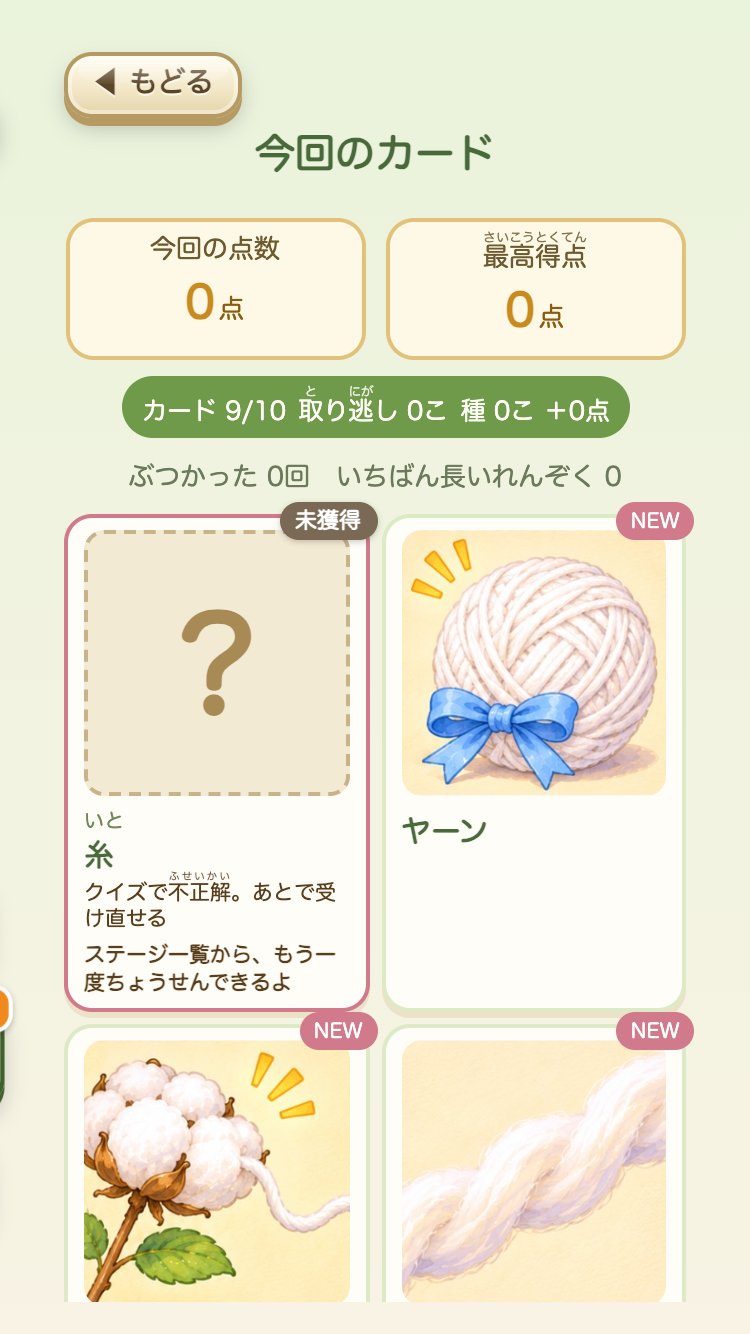 ◀ もどる
今回のカード
今回の点数
0点
さいこうとくてん
最高得点
0点
と にが
カード 9/10 取り逃し 0こ 種 0こ +0点
ぶつかった 0回 いちばん長いれんぞく 0
未獲得
?
いと
糸
ふせいかい
クイズで不正解。あとで受
け直せる
ステージ一覧から、もう一
度ちょうせんできるよ
NEW
ヤーン
NEW
NEW